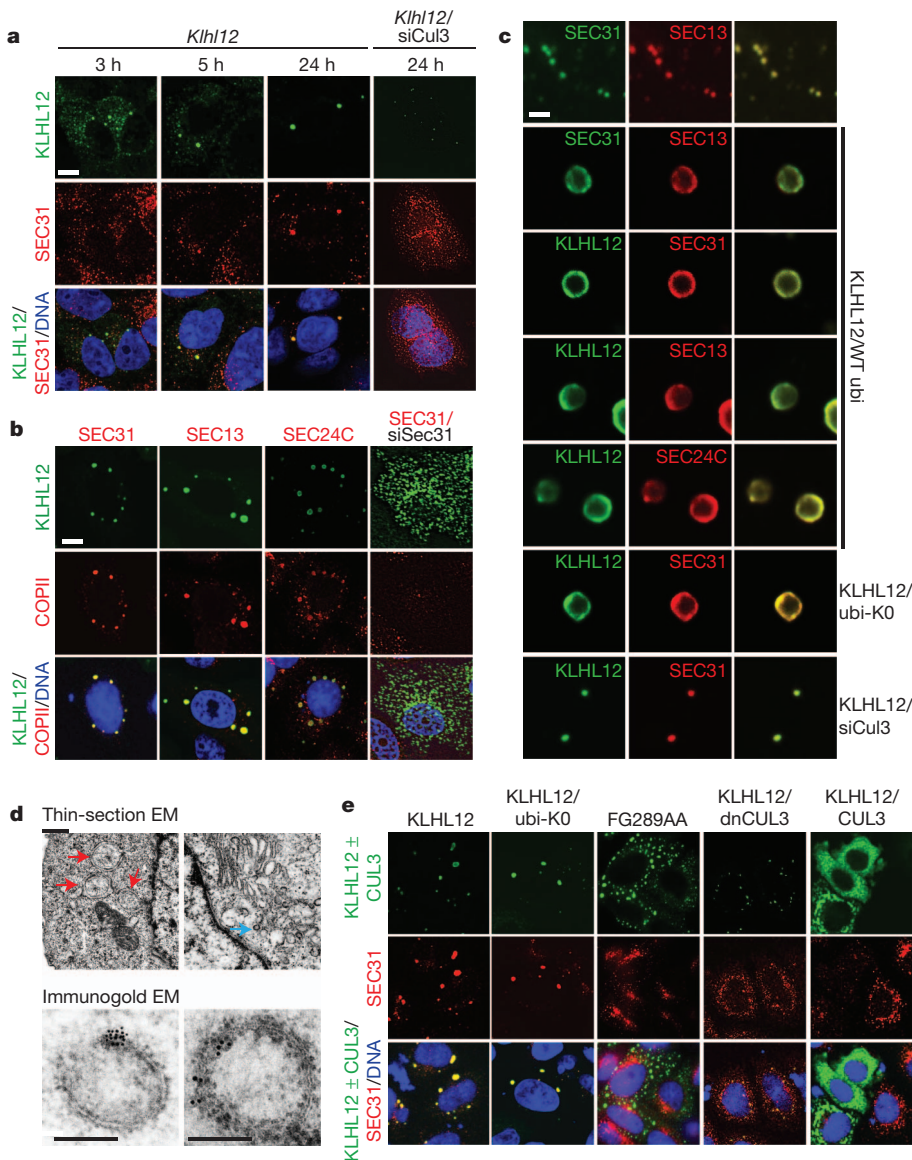 a
Klhl12
Klhl12/
siCul3
3 h
5 h
24 h
24 h
KLHL12
SEC31
KLHL12/
SEC31/DNA
b
SEC31
SEC13
SEC24C
SEC31/
siSec31
KLHL12
COPII
KLHL12/
COPII/DNA
c
SEC31
SEC13
SEC31
SEC13
KLHL12
SEC31
KLHL12
SEC13
KLHL12
SEC24C
KLHL12/WT ubi
KLHL12
SEC31
KLHL12/
ubi-K0
KLHL12
SEC31
KLHL12/
siCul3
d
Thin-section EM
Immunogold EM
e
KLHL12
KLHL12/
ubi-K0
FG289AA
KLHL12/
dnCUL3
KLHL12/
CUL3
KLHL12 ±
CUL3
SEC31
KLHL12 ± CUL3/
SEC31/DNA